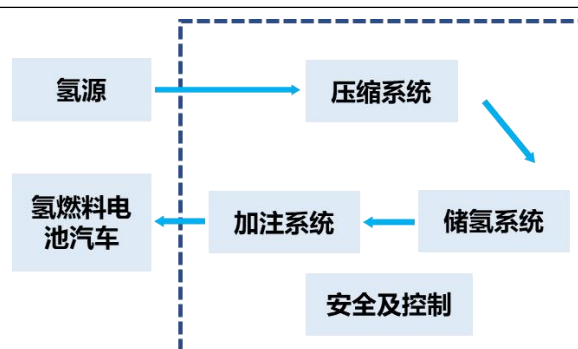 氢源
压缩系统
氢燃料电
池汽车
加注系统
储氢系统
安全及控制